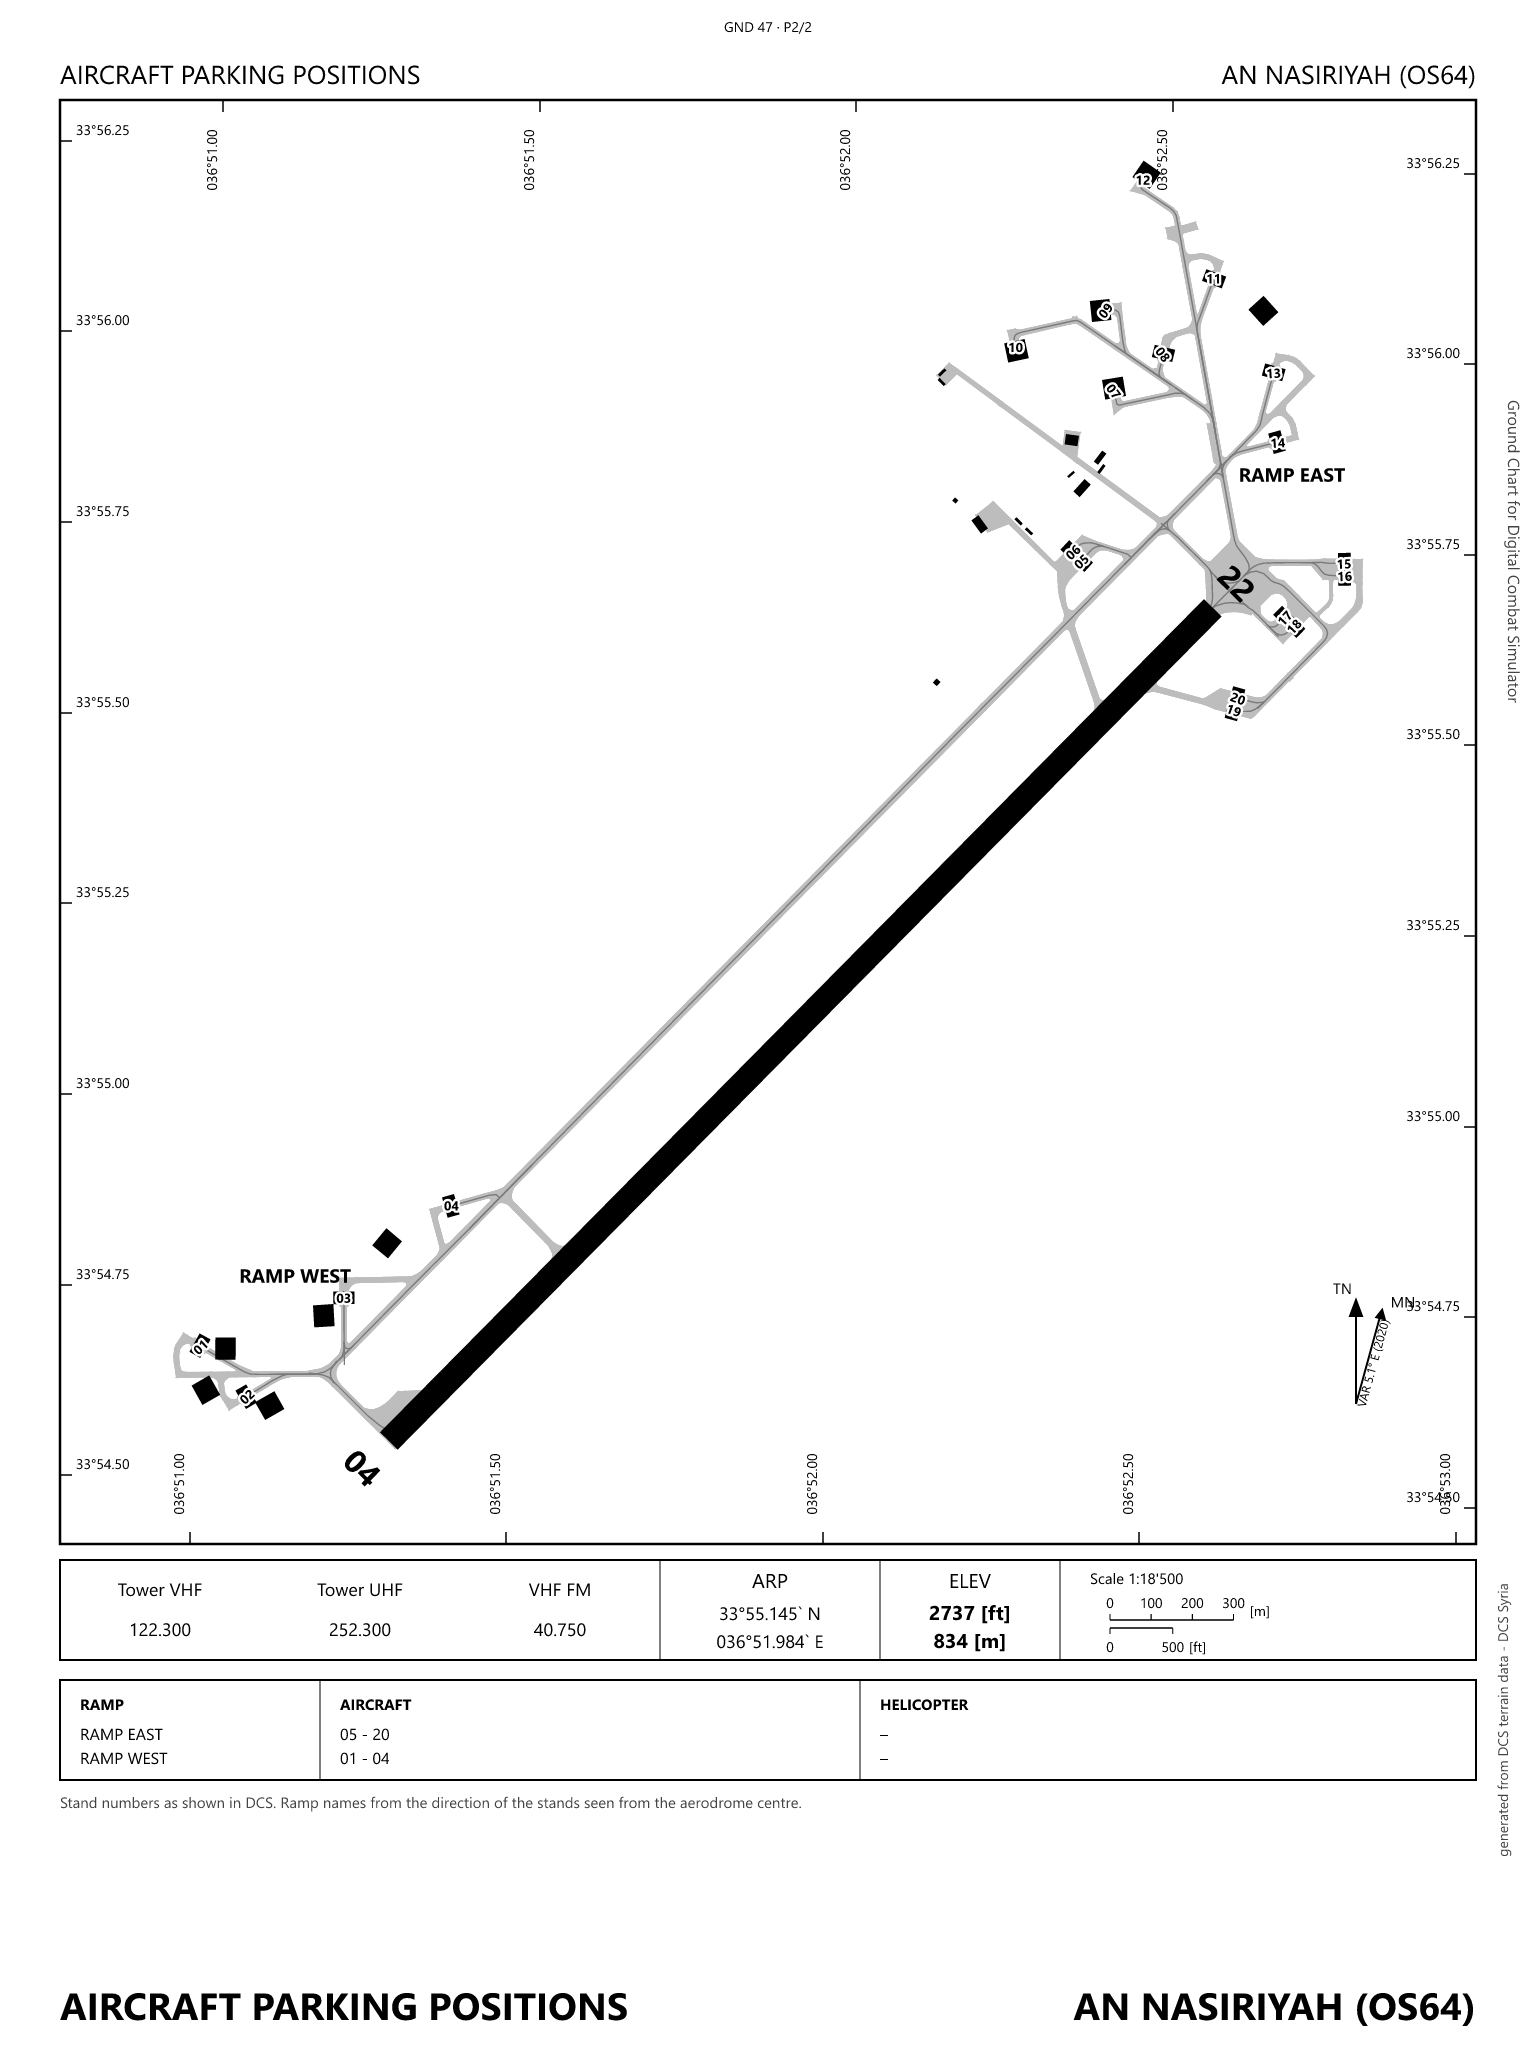 GND 47 · P2/2
AIRCRAFT PARKING POSITIONS
AN NASIRIYAH (OS64)
036°51.00
036°51.50
036°52.00
036°52.50
33°56.25
33°56.00
33°55.75
33°55.50
33°55.25
33°55.00
33°54.75
33°54.50
33°56.25
33°56.00
33°55.75
33°55.50
33°55.25
33°55.00
33°54.75
33°54.50
12
11
09
10
08
07
13
14
RAMP EAST
06
05
22
15
16
17
18
20
19
04
RAMP WEST
03
01
02
04
TN
MN
VAR 5.1° E (2020)
036°51.00
036°51.50
036°52.00
036°52.50
036°53.00
Ground Chart for Digital Combat Simulator
Tower VHF
122.300
Tower UHF
252.300
VHF FM
40.750
ARP
33°55.145` N
036°51.984` E
ELEV
2737 [ft]
834 [m]
Scale 1:18'500
0 100 200 300 [m]
0 500 [ft]
RAMP AIRCRAFT HELICOPTER
RAMP EAST 05 - 20 –
RAMP WEST 01 - 04 –
Stand numbers as shown in DCS. Ramp names from the direction of the stands seen from the aerodrome centre.
generated from DCS terrain data - DCS Syria
AIRCRAFT PARKING POSITIONS
AN NASIRIYAH (OS64)